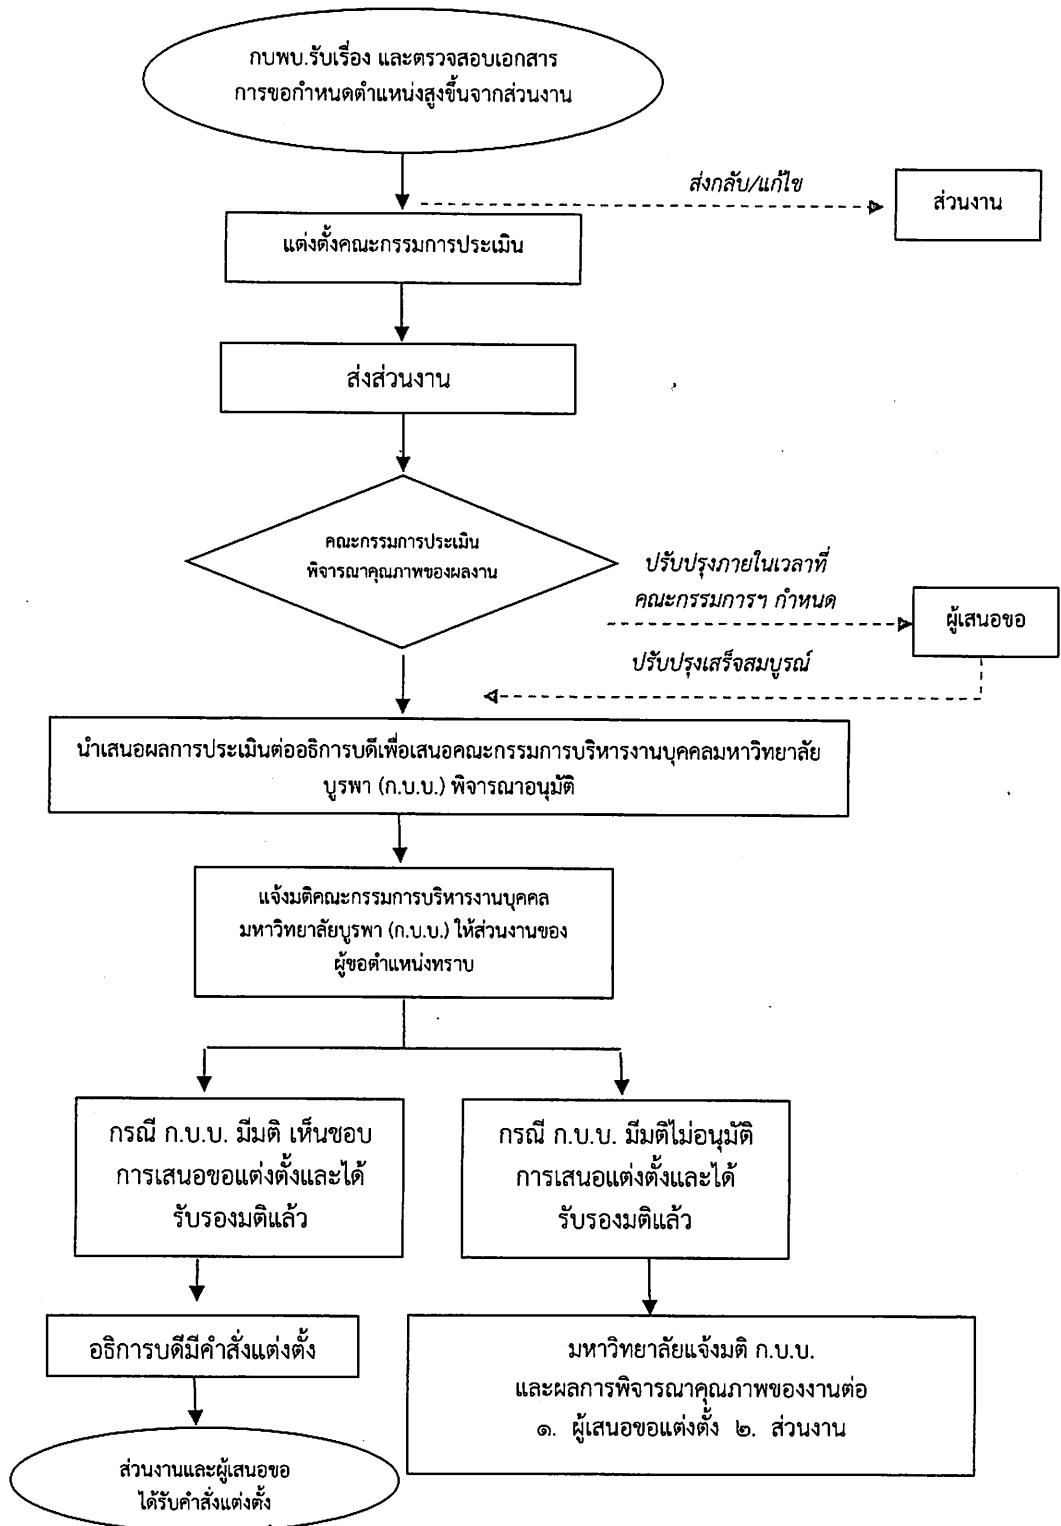 กบพบ.รับเรื่อง และตรวจสอบเอกสาร
การขอกำหนดตำแหน่งสูงขึ้นจากส่วนงาน
ส่งกลับ/แก้ไข
ส่วนงาน
แต่งตั้งคณะกรรมการประเมิน
ส่งส่วนงาน
คณะกรรมการประเมิน
พิจารณาคุณภาพของผลงาน
ปรับปรุงภายในเวลาที่
คณะกรรมการฯ กำหนด
ผู้เสนอขอ
ปรับปรุงเสร็จสมบูรณ์
นำเสนอผลการประเมินต่ออธิการบดีเพื่อเสนอคณะกรรมการบริหารงานบุคคลมหาวิทยาลัย
บูรพา (ก.บ.บ.) พิจารณาอนุมัติ
แจ้งมติคณะกรรมการบริหารงานบุคคล
มหาวิทยาลัยบูรพา (ก.บ.บ.) ให้ส่วนงานของ
ผู้ขอตำแหน่งทราบ
กรณี ก.บ.บ. มีมติ เห็นชอบ
การเสนอขอแต่งตั้งและได้
รับรองมติแล้ว
กรณี ก.บ.บ. มีมติไม่อนุมัติ
การเสนอแต่งตั้งและได้
รับรองมติแล้ว
อธิการบดีมีคำสั่งแต่งตั้ง
มหาวิทยาลัยแจ้งมติ ก.บ.บ.
และผลการพิจารณาคุณภาพของงานต่อ
๑. ผู้เสนอขอแต่งตั้ง ๒. ส่วนงาน
ส่วนงานและผู้เสนอขอ
ได้รับคำสั่งแต่งตั้ง